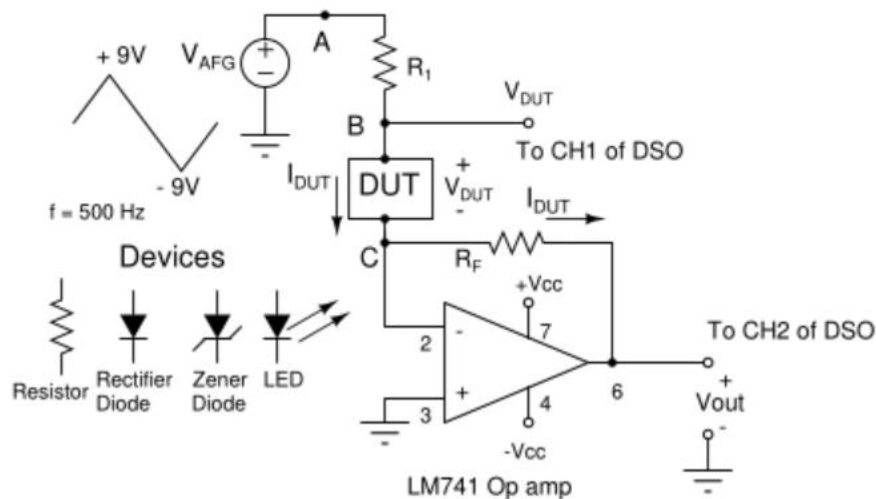 V_AFG
+
−
A
R₁
+ 9V
- 9V
f = 500 Hz
B
V_DUT
To CH1 of DSO
I_DUT
DUT
+
V_DUT
-
I_DUT
C
R_F
Devices
Resistor
Rectifier
Diode
Zener
Diode
LED
+Vcc
7
2
-
3
+
4
-Vcc
6
To CH2 of DSO
+
Vout
-
LM741 Op amp